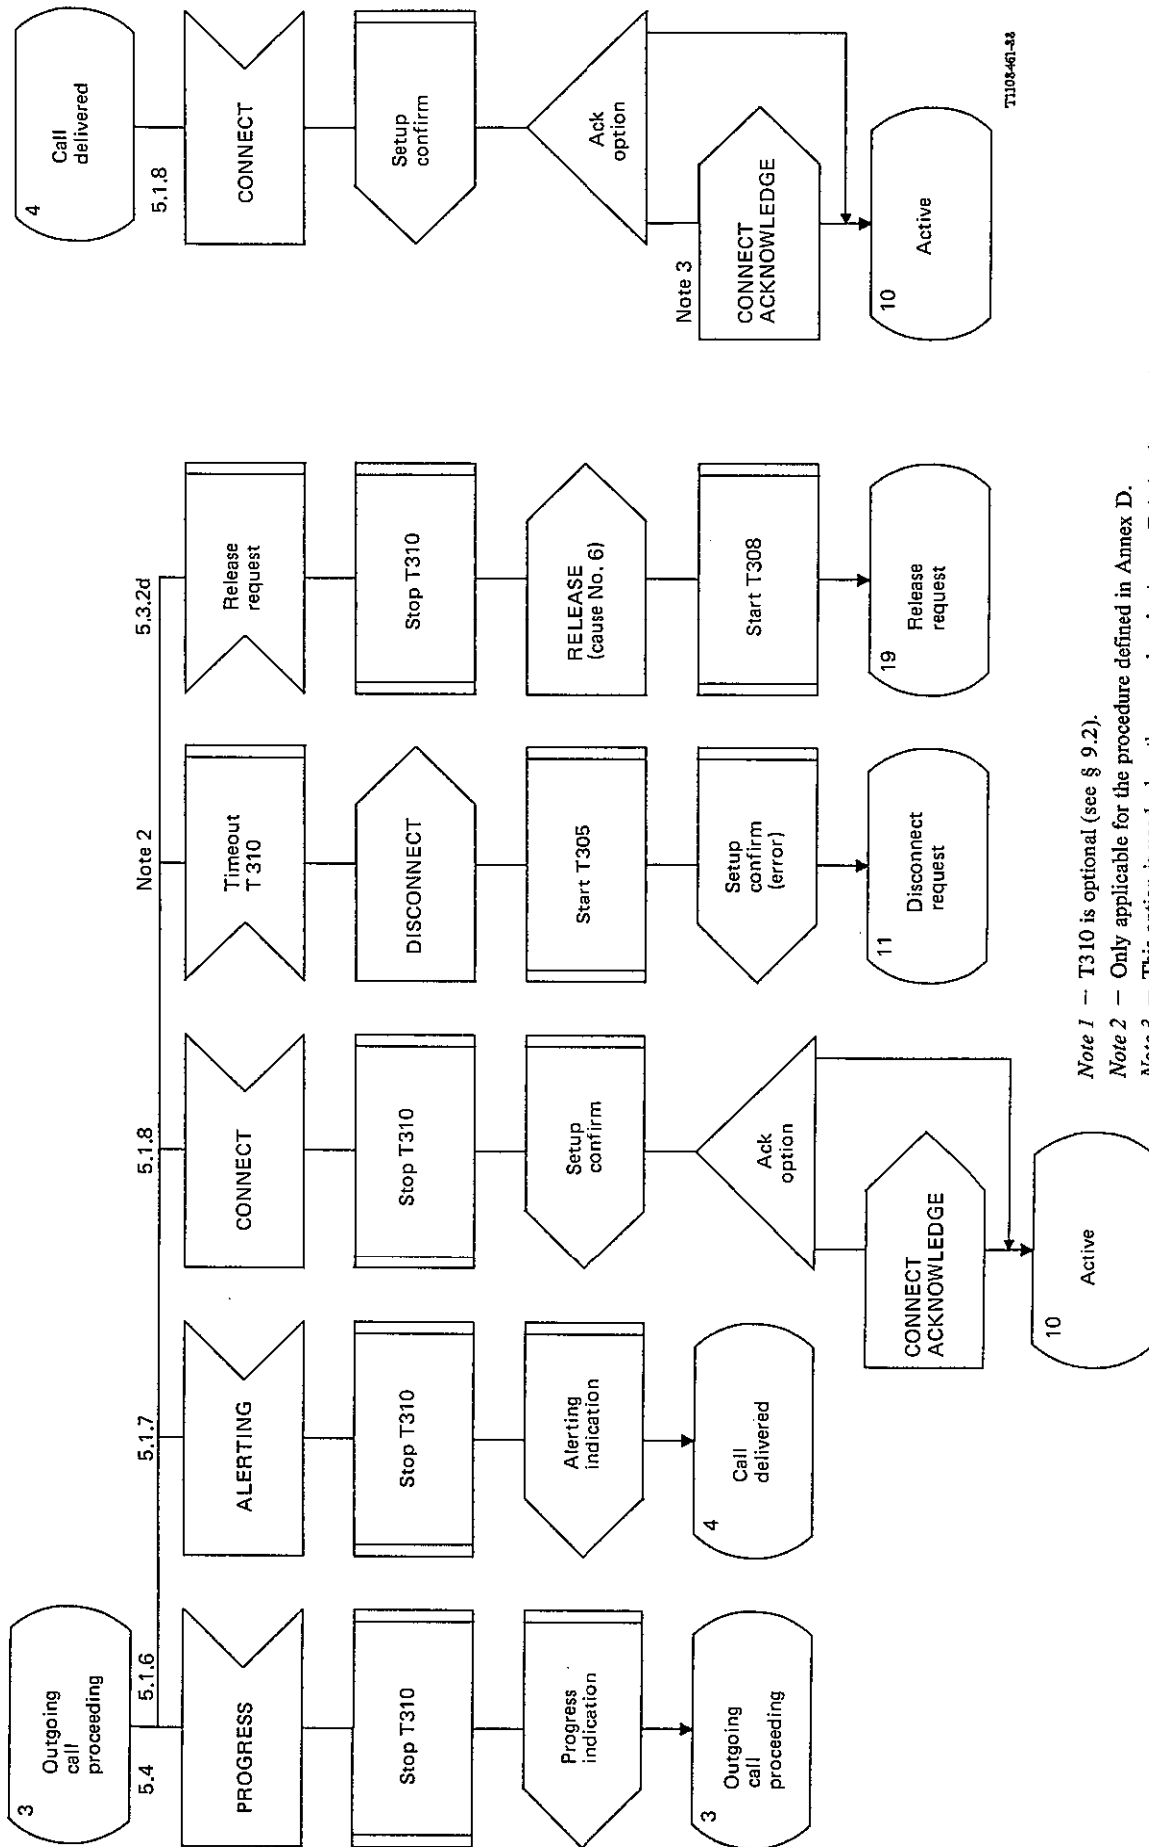 3
Outgoing
call
proceeding
5.4
5.1.6
PROGRESS
Stop T310
Progress
indication
3
Outgoing
call
proceeding
5.1.7
ALERTING
Stop T310
Alerting
indication
4
Call
delivered
5.1.8
CONNECT
Stop T310
Setup
confirm
Ack
option
CONNECT
ACKNOWLEDGE
10
Active
Note 2
Timeout
T310
DISCONNECT
Start T305
Setup
confirm
(error)
11
Disconnect
request
5.3.2d
Release
request
Stop T310
RELEASE
(cause No. 6)
Start T308
19
Release
request
4
Call
delivered
5.1.8
CONNECT
Setup
confirm
Ack
option
Note 3
CONNECT
ACKNOWLEDGE
10
Active
T1108461-88
Note 1 — T310 is optional (see § 9.2).
Note 2 — Only applicable for the procedure defined in Annex D.